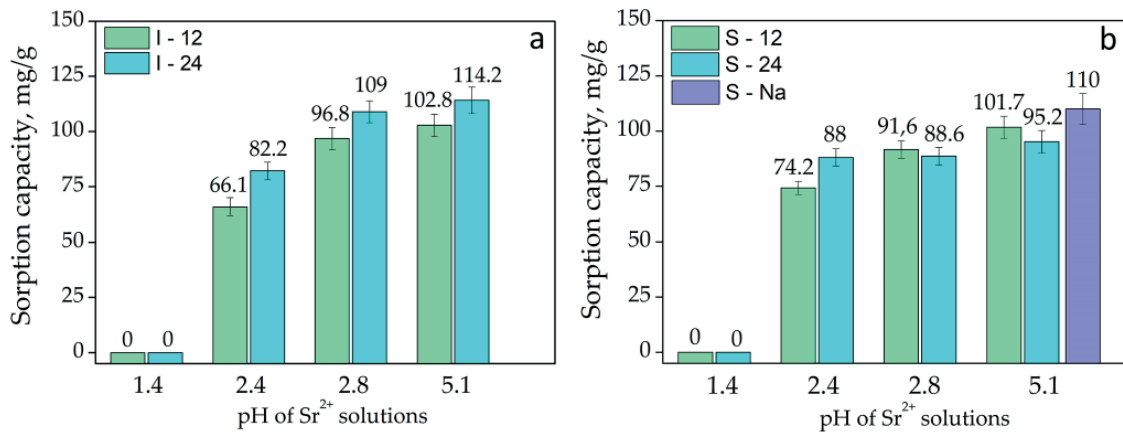 a
I - 12
I - 24
Sorption capacity, mg/g
150
125
100
75
50
25
0
0 0
66.1 82.2
96.8 109
102.8 114.2
1.4 2.4 2.8 5.1
pH of Sr²⁺ solutions
b
S - 12
S - 24
S - Na
Sorption capacity, mg/g
150
125
100
75
50
25
0
0 0
74.2 88
91,6 88.6
101.7 95.2 110
1.4 2.4 2.8 5.1
pH of Sr²⁺ solutions